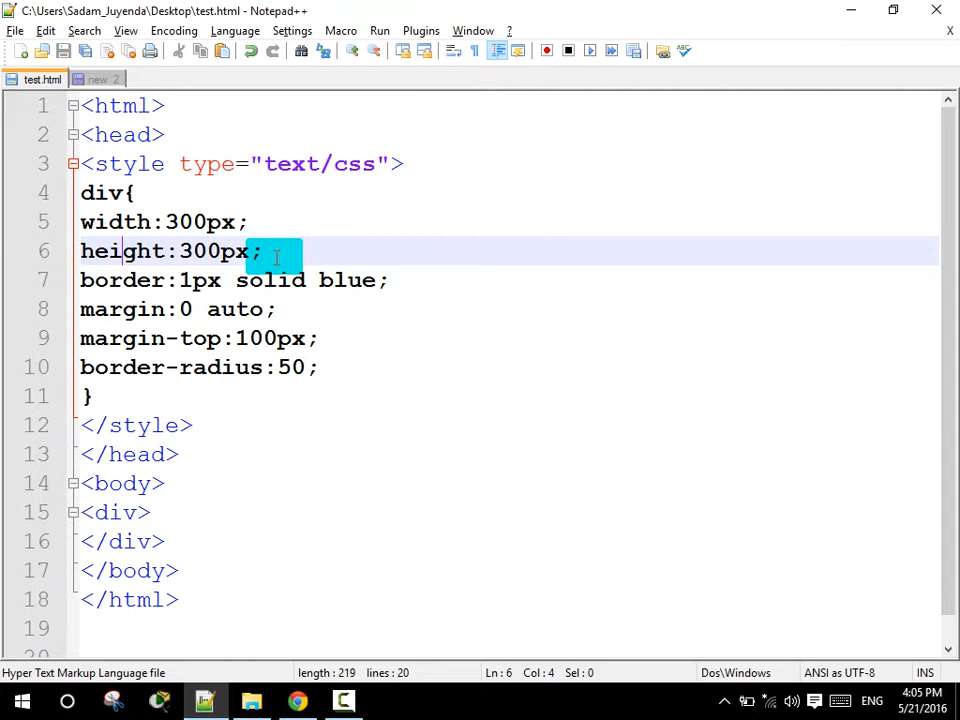 C:\Users\Sadam_Juyenda\Desktop\test.html - Notepad++
File Edit Search View Encoding Language Settings Macro Run Plugins Window ? X
test.html new 2
1 <html>
2 <head>
3 <style type="text/css">
4 div{
5 width:300px;
6 height:300px;
7 border:1px solid blue;
8 margin:0 auto;
9 margin-top:100px;
10 border-radius:50;
11 }
12 </style>
13 </head>
14 <body>
15 <div>
16 </div>
17 </body>
18 </html>
19
20
Hyper Text Markup Language file length : 219 lines : 20 Ln : 6 Col : 4 Sel : 0 Dos\Windows ANSI as UTF-8 INS
ENG 4:05 PM
5/21/2016